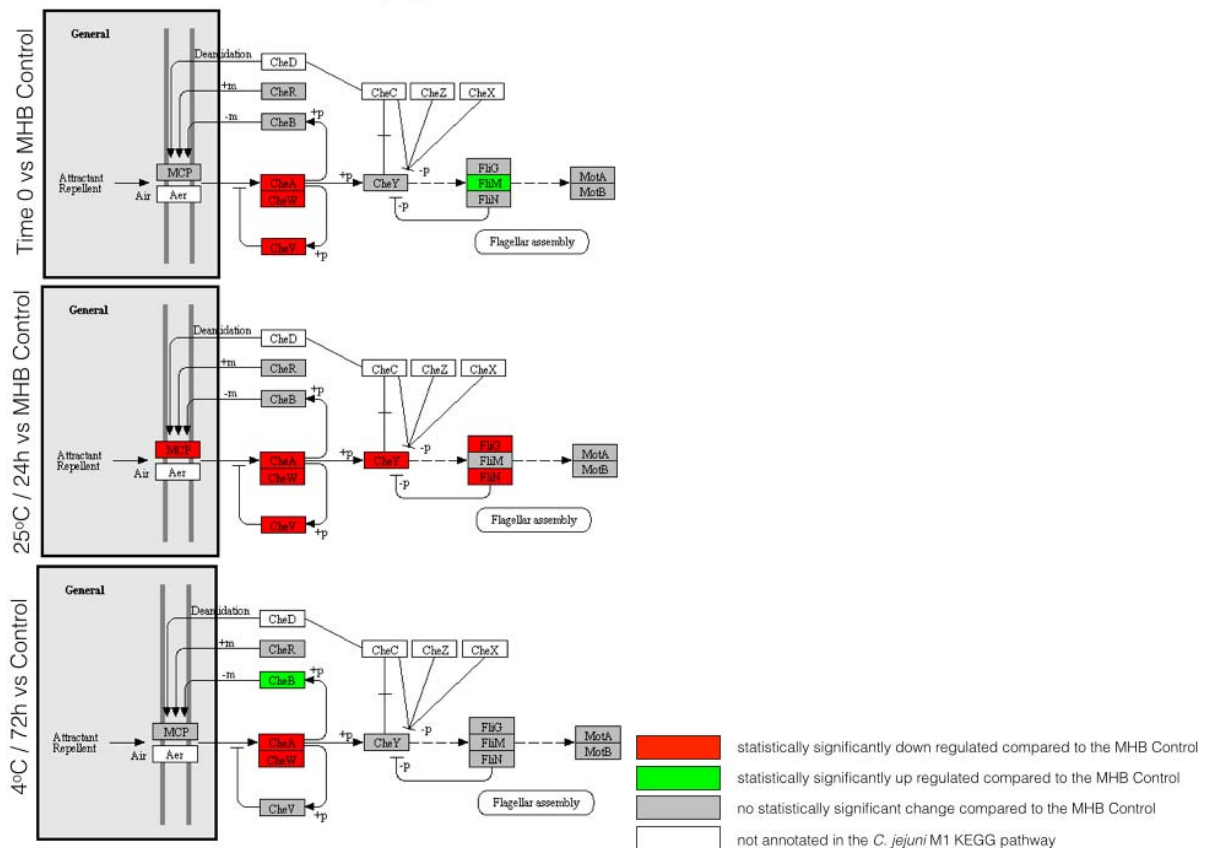 Time 0 vs MHB Control
General
Deamidation
CheD
+m
CheR
-m
CheB
+p
CheC
CheZ
CheX
-p
Attractant
Repellent
MCP
Air
Aer
CheA
CheW
+p
CheY
FliG
FliM
FliN
MotA
MotB
-p
CheV
+p
Flagellar assembly
25°C / 24h vs MHB Control
General
Deamidation
CheD
+m
CheR
-m
CheB
+p
CheC
CheZ
CheX
-p
Attractant
Repellent
MCP
Air
Aer
CheA
CheW
+p
CheY
FliG
FliM
FliN
MotA
MotB
-p
CheV
+p
Flagellar assembly
4°C / 72h vs Control
General
Deamidation
CheD
+m
CheR
-m
CheB
+p
CheC
CheZ
CheX
-p
Attractant
Repellent
MCP
Air
Aer
CheA
CheW
+p
CheY
FliG
FliM
FliN
MotA
MotB
-p
CheV
+p
Flagellar assembly
statistically significantly down regulated compared to the MHB Control
statistically significantly up regulated compared to the MHB Control
no statistically significant change compared to the MHB Control
not annotated in the C. jejuni M1 KEGG pathway